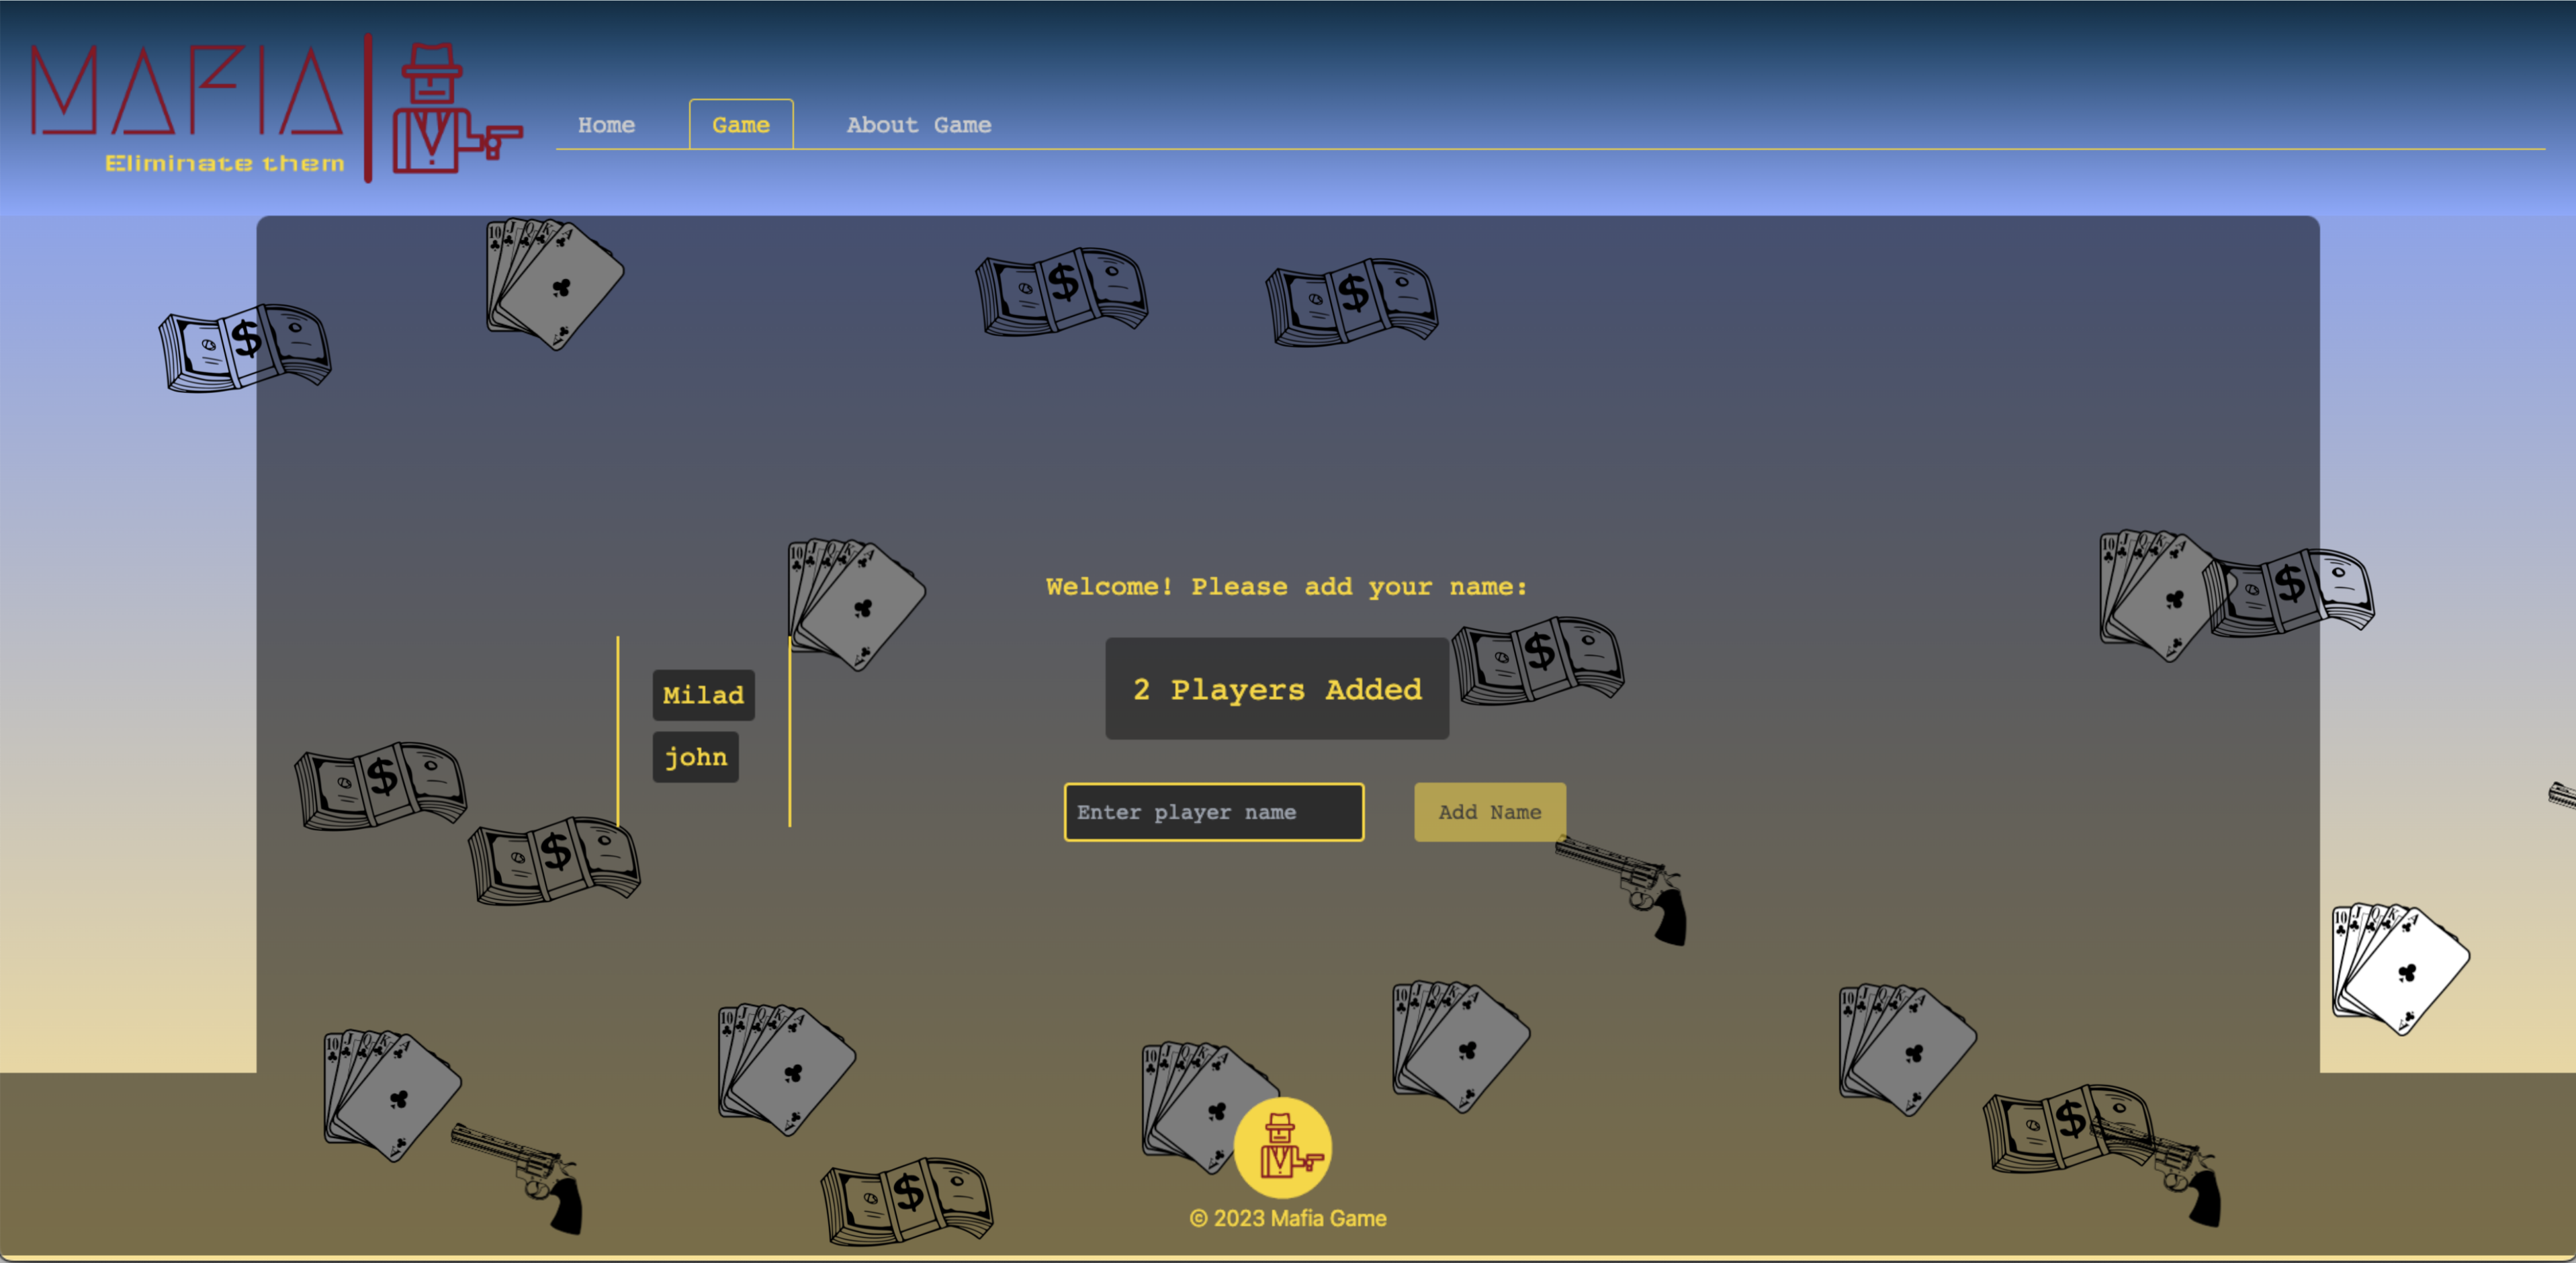 MAFIA
Eliminate them
Home
Game
About Game
Welcome! Please add your name:
2 Players Added
Milad
john
Enter player name
Add Name
© 2023 Mafia Game